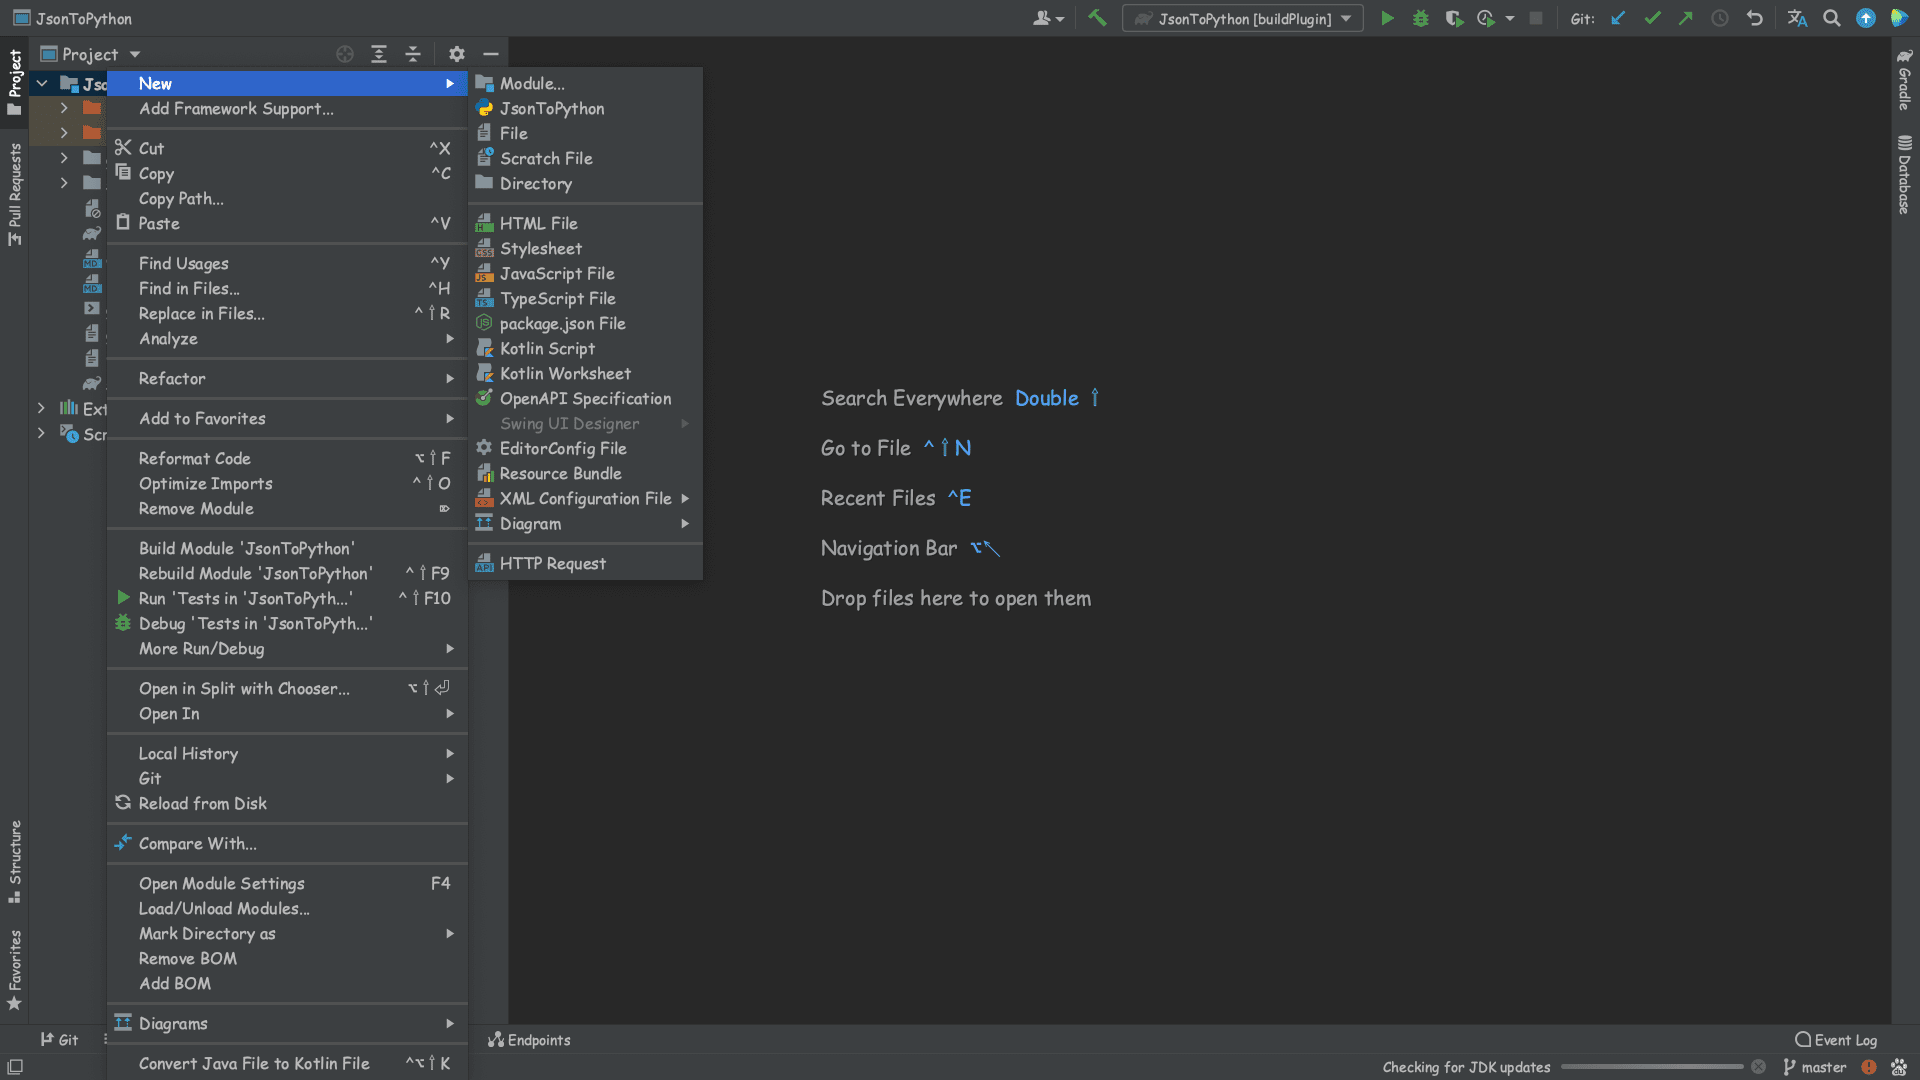 JsonToPython
JsonToPython [buildPlugin]
Git:
Project
Project
Pull Requests
Structure
Favorites
Jso
Ext
Scr
New
Add Framework Support...
Cut ^X
Copy ^C
Copy Path...
Paste ^V
Find Usages ^Y
Find in Files... ^H
Replace in Files... ^⇧R
Analyze
Refactor
Add to Favorites
Reformat Code ⌥⇧F
Optimize Imports ^⇧O
Remove Module ⌦
Build Module 'JsonToPython'
Rebuild Module 'JsonToPython' ^⇧F9
Run 'Tests in 'JsonToPyth...' ^⇧F10
Debug 'Tests in 'JsonToPyth...'
More Run/Debug
Open in Split with Chooser... ⌥⇧⏎
Open In
Local History
Git
Reload from Disk
Compare With...
Open Module Settings F4
Load/Unload Modules...
Mark Directory as
Remove BOM
Add BOM
Diagrams
Convert Java File to Kotlin File ^⌥⇧K
Module...
JsonToPython
File
Scratch File
Directory
HTML File
Stylesheet
JavaScript File
TypeScript File
package.json File
Kotlin Script
Kotlin Worksheet
OpenAPI Specification
Swing UI Designer
EditorConfig File
Resource Bundle
XML Configuration File
Diagram
HTTP Request
Search Everywhere Double ⇧
Go to File ^⇧N
Recent Files ^E
Navigation Bar ⌥↖
Drop files here to open them
Gradle
Database
Git
Endpoints
Event Log
Checking for JDK updates
master